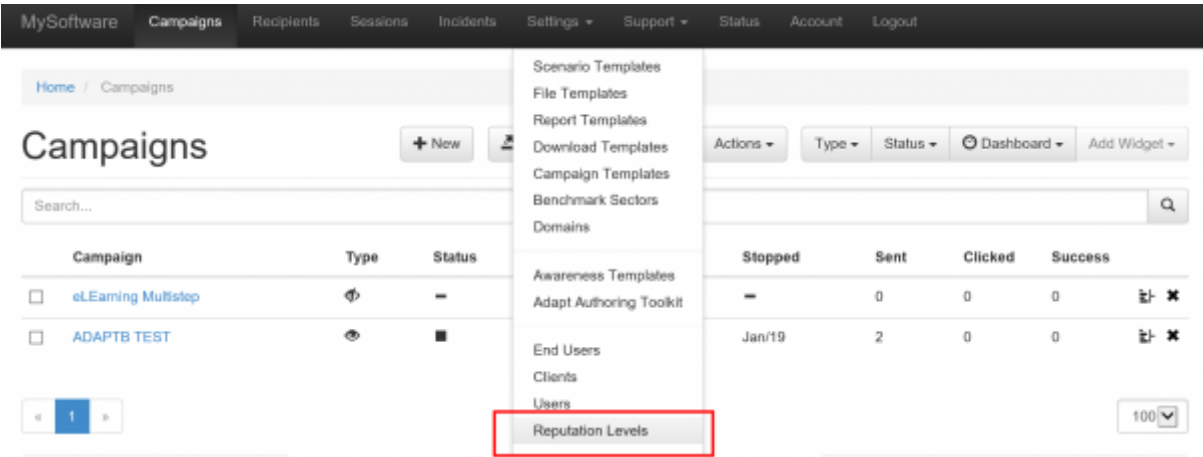 MySoftware Campaigns Recipients Sessions Incidents Settings Support Status Account Logout
Home / Campaigns
Scenario Templates
File Templates
Report Templates
Download Templates
Campaign Templates
Benchmark Sectors
Domains
Awareness Templates
Adapt Authoring Toolkit
End Users
Clients
Users
Reputation Levels
Campaigns
New Actions Type Status Dashboard Add Widget
Search...
Campaign Type Status Stopped Sent Clicked Success
eLEarning Multistep 0 0 0
ADAPTB TEST Jan/19 2 0 0
« 1 » 100